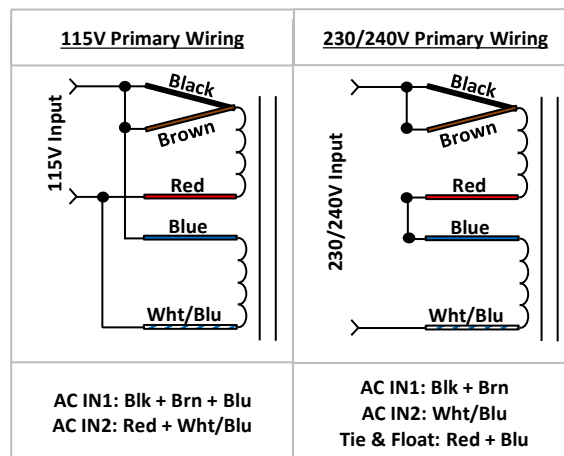 115V Primary Wiring
115V Input
Black
Brown
Red
Blue
Wht/Blu
AC IN1: Blk + Brn + Blu
AC IN2: Red + Wht/Blu
230/240V Primary Wiring
230/240V Input
Black
Brown
Red
Blue
Wht/Blu
AC IN1: Blk + Brn
AC IN2: Wht/Blu
Tie & Float: Red + Blu